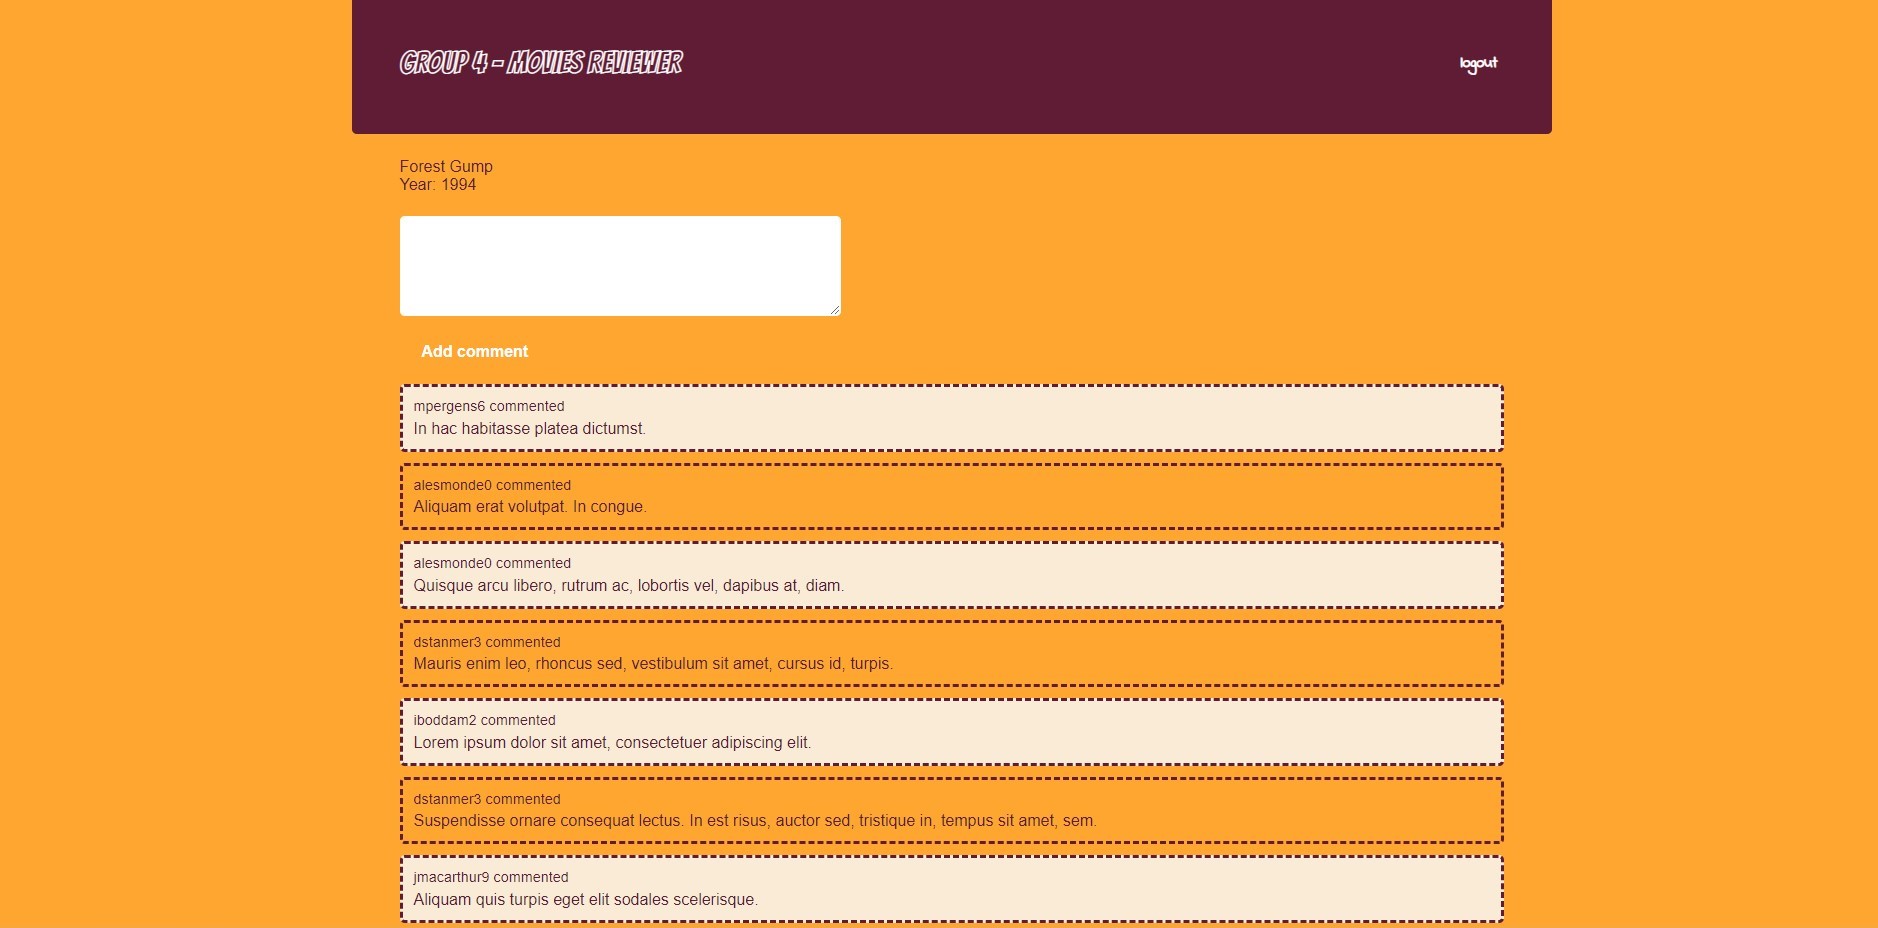 GROUP 4 - MOVIES REVIEWER
logout
Forest Gump
Year: 1994
Add comment
mpergens6 commented
In hac habitasse platea dictumst.
alesmonde0 commented
Aliquam erat volutpat. In congue.
alesmonde0 commented
Quisque arcu libero, rutrum ac, lobortis vel, dapibus at, diam.
dstanmer3 commented
Mauris enim leo, rhoncus sed, vestibulum sit amet, cursus id, turpis.
iboddam2 commented
Lorem ipsum dolor sit amet, consectetuer adipiscing elit.
dstanmer3 commented
Suspendisse ornare consequat lectus. In est risus, auctor sed, tristique in, tempus sit amet, sem.
jmacarthur9 commented
Aliquam quis turpis eget elit sodales scelerisque.